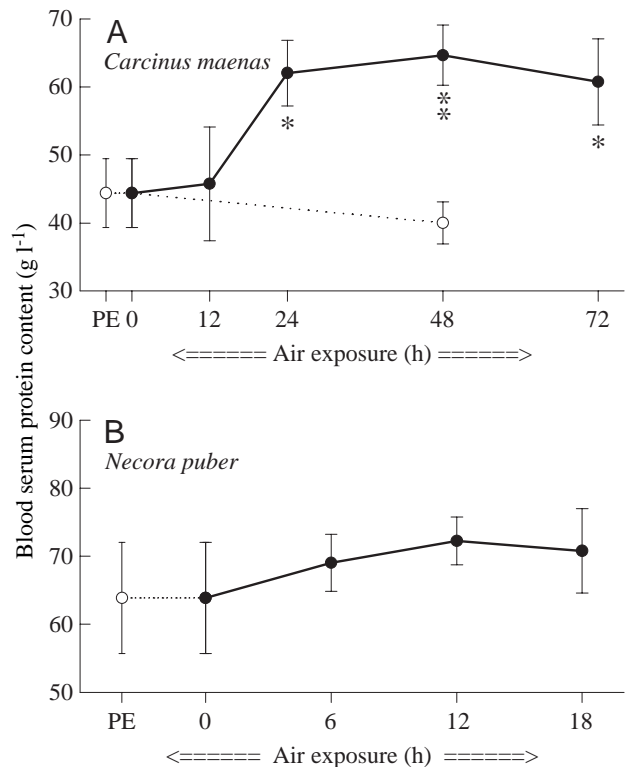 Blood serum protein content (g l-1)
A
Carcinus maenas
70
60
50
40
30
*
*
*
*
PE 0 12 24 48 72
<====== Air exposure (h) ======>
B
Necora puber
90
80
70
60
50
PE 0 6 12 18
<====== Air exposure (h) ======>